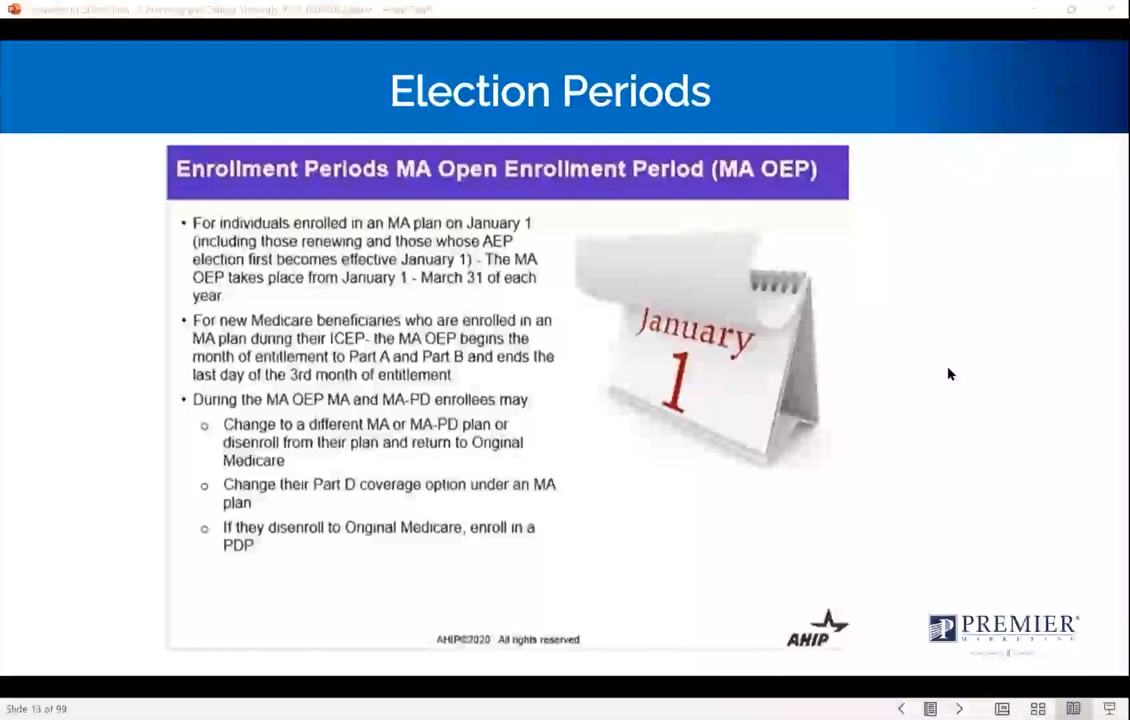 Election Periods
Enrollment Periods MA Open Enrollment Period (MA OEP)
• For individuals enrolled in an MA plan on January 1
(including those renewing and those whose AEP
election first becomes effective January 1) - The MA
OEP takes place from January 1 - March 31 of each
year
• For new Medicare beneficiaries who are enrolled in an
MA plan during their ICEP- the MA OEP begins the
month of entitlement to Part A and Part B and ends the
last day of the 3rd month of entitlement
• During the MA OEP MA and MA-PD enrollees may
o Change to a different MA or MA-PD plan or
disenroll from their plan and return to Original
Medicare
o Change their Part D coverage option under an MA
plan
o If they disenroll to Original Medicare, enroll in a
PDP
January
1
AHIP©2020 All rights reserved
AHIP
PREMIER®
MARKETING
Slide 13 of 99